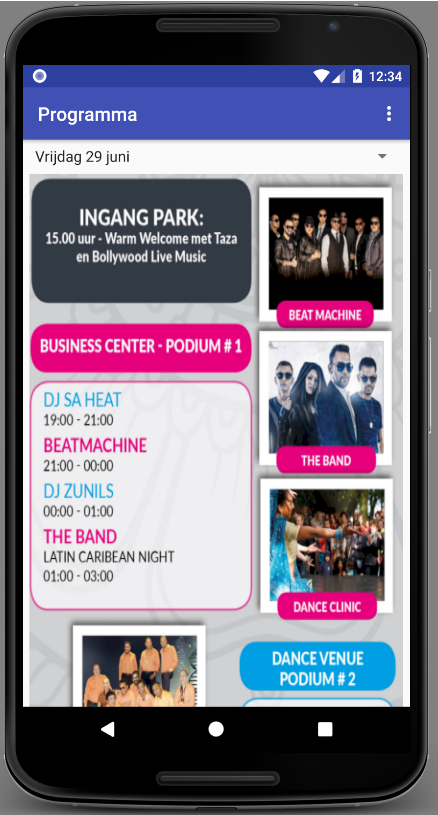 12:34
Programma
Vrijdag 29 juni
INGANG PARK:
15.00 uur - Warm Welcome met Taza
en Bollywood Live Music
BEAT MACHINE
BUSINESS CENTER - PODIUM # 1
DJ SA HEAT
19:00 - 21:00
BEATMACHINE
21:00 - 00:00
DJ ZUNILS
00:00 - 01:00
THE BAND
LATIN CARIBEAN NIGHT
01:00 - 03:00
THE BAND
DANCE CLINIC
DANCE VENUE
PODIUM # 2